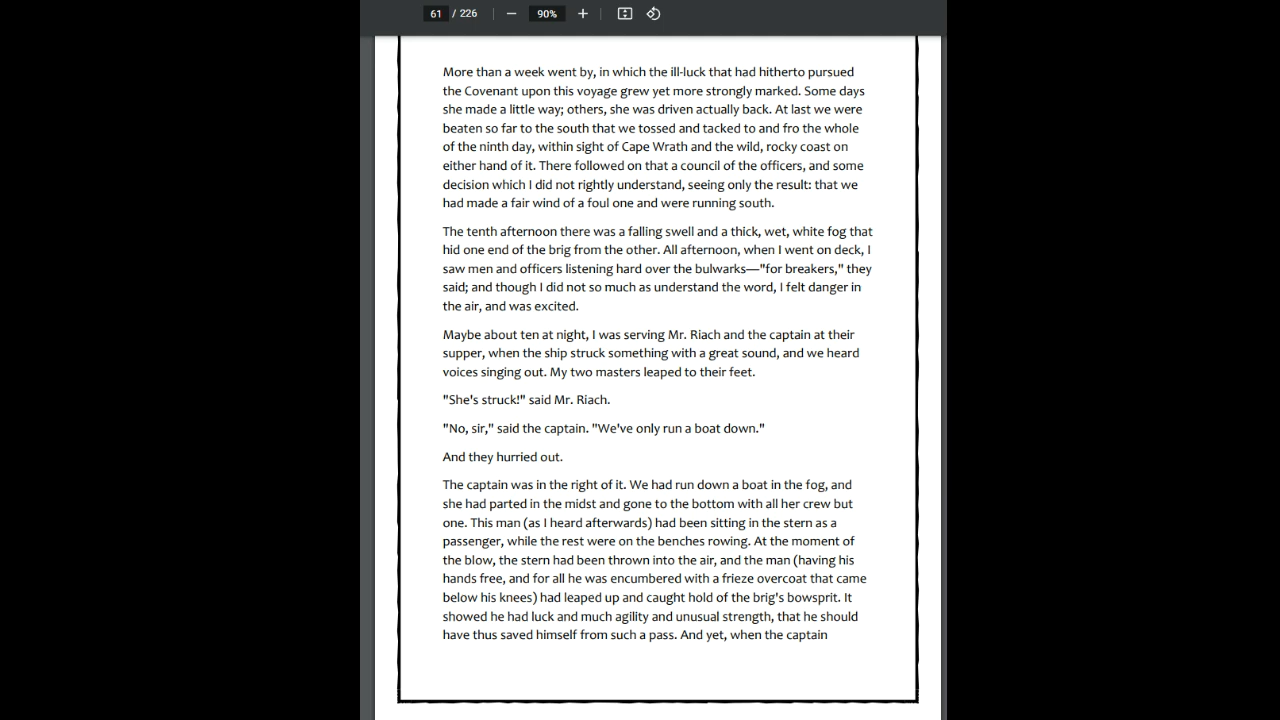 61 / 226 90%
More than a week went by, in which the ill-luck that had hitherto pursued
the Covenant upon this voyage grew yet more strongly marked. Some days
she made a little way; others, she was driven actually back. At last we were
beaten so far to the south that we tossed and tacked to and fro the whole
of the ninth day, within sight of Cape Wrath and the wild, rocky coast on
either hand of it. There followed on that a council of the officers, and some
decision which I did not rightly understand, seeing only the result: that we
had made a fair wind of a foul one and were running south.
The tenth afternoon there was a falling swell and a thick, wet, white fog that
hid one end of the brig from the other. All afternoon, when I went on deck, I
saw men and officers listening hard over the bulwarks—"for breakers," they
said; and though I did not so much as understand the word, I felt danger in
the air, and was excited.
Maybe about ten at night, I was serving Mr. Riach and the captain at their
supper, when the ship struck something with a great sound, and we heard
voices singing out. My two masters leaped to their feet.
"She's struck!" said Mr. Riach.
"No, sir," said the captain. "We've only run a boat down."
And they hurried out.
The captain was in the right of it. We had run down a boat in the fog, and
she had parted in the midst and gone to the bottom with all her crew but
one. This man (as I heard afterwards) had been sitting in the stern as a
passenger, while the rest were on the benches rowing. At the moment of
the blow, the stern had been thrown into the air, and the man (having his
hands free, and for all he was encumbered with a frieze overcoat that came
below his knees) had leaped up and caught hold of the brig's bowsprit. It
showed he had luck and much agility and unusual strength, that he should
have thus saved himself from such a pass. And yet, when the captain